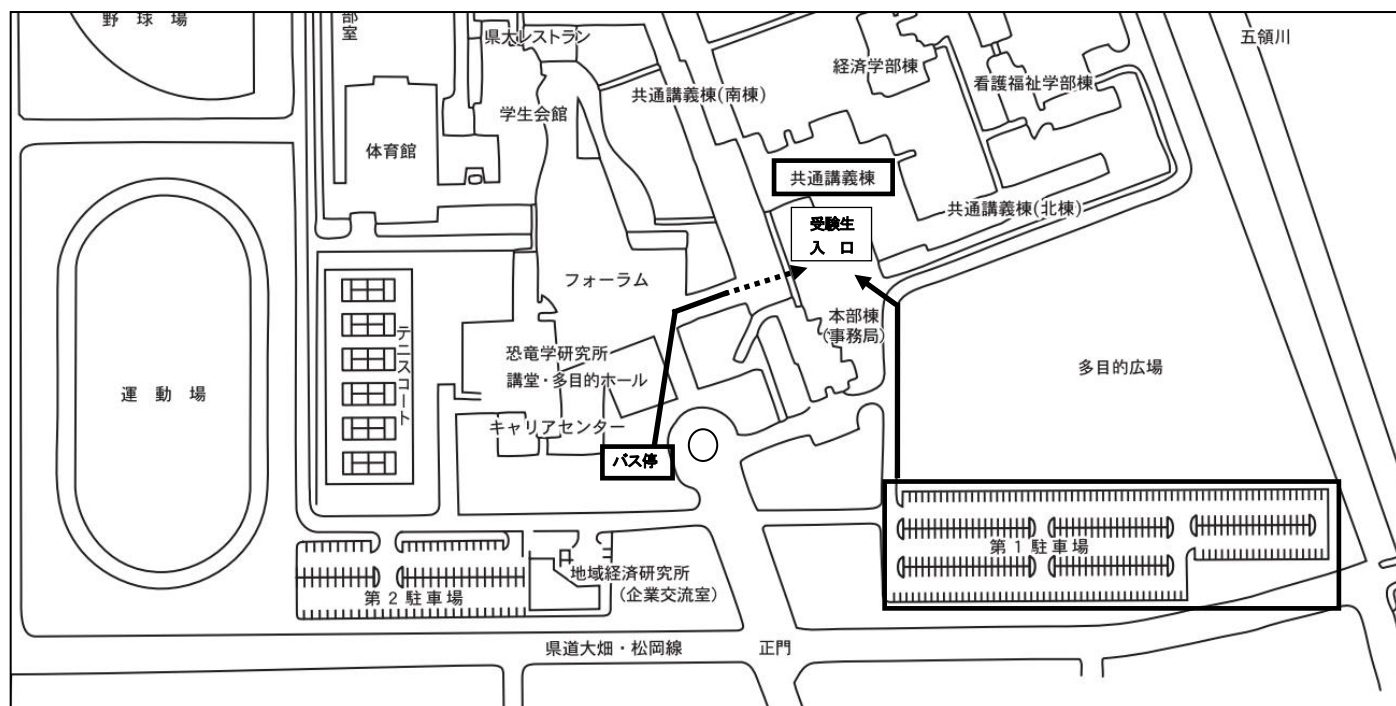 野球場
部室
県大レストラン
五領川
経済学部棟
看護福祉学部棟
共通講義棟(南棟)
学生会館
体育館
共通講義棟
共通講義棟(北棟)
受験生
入　口
フォーラム
本部棟
(事務局)
テニスコート
恐竜学研究所
講堂・多目的ホール
多目的広場
運　動　場
キャリアセンター
バス停
第１駐車場
地域経済研究所
(企業交流室)
第２駐車場
県道大畑・松岡線
正門